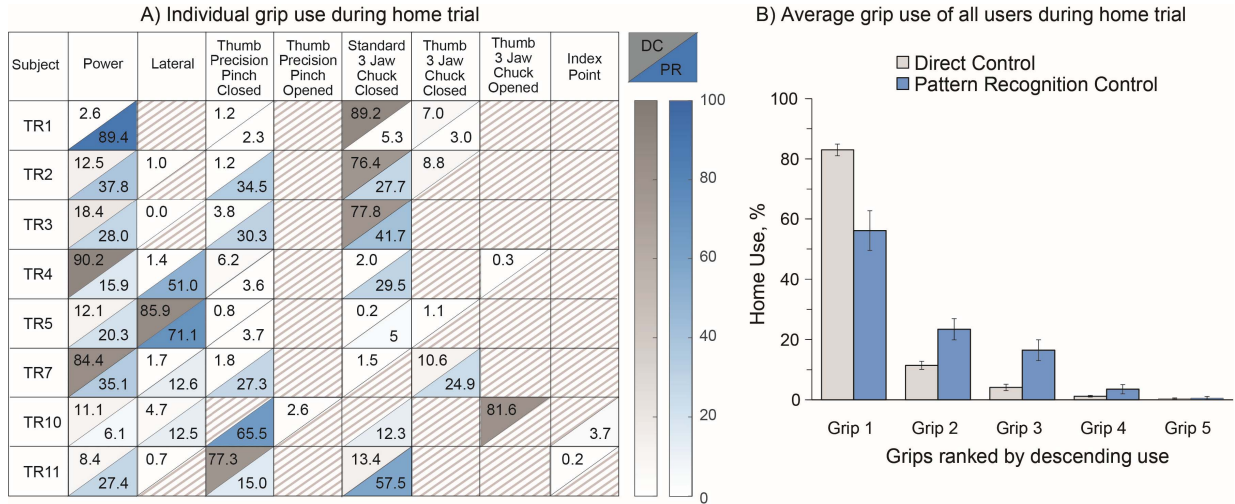 A) Individual grip use during home trial
Subject
Power
Lateral
Thumb
Precision
Pinch
Closed
Thumb
Precision
Pinch
Opened
Standard
3 Jaw
Chuck
Closed
Thumb
3 Jaw
Chuck
Closed
Thumb
3 Jaw
Chuck
Opened
Index
Point
TR1
2.6
89.4
1.2
2.3
89.2
5.3
7.0
3.0
TR2
12.5
37.8
1.0
1.2
34.5
76.4
27.7
8.8
TR3
18.4
28.0
0.0
3.8
30.3
77.8
41.7
TR4
90.2
15.9
1.4
51.0
6.2
3.6
2.0
29.5
0.3
TR5
12.1
20.3
85.9
71.1
0.8
3.7
0.2
5
1.1
TR7
84.4
35.1
1.7
12.6
1.8
27.3
1.5
10.6
24.9
TR10
11.1
6.1
4.7
12.5
65.5
2.6
12.3
81.6
3.7
TR11
8.4
27.4
0.7
77.3
15.0
13.4
57.5
0.2
DC
PR
100
80
60
40
20
0
B) Average grip use of all users during home trial
Direct Control
Pattern Recognition Control
Home Use, %
100
80
60
40
20
0
Grip 1
Grip 2
Grip 3
Grip 4
Grip 5
Grips ranked by descending use